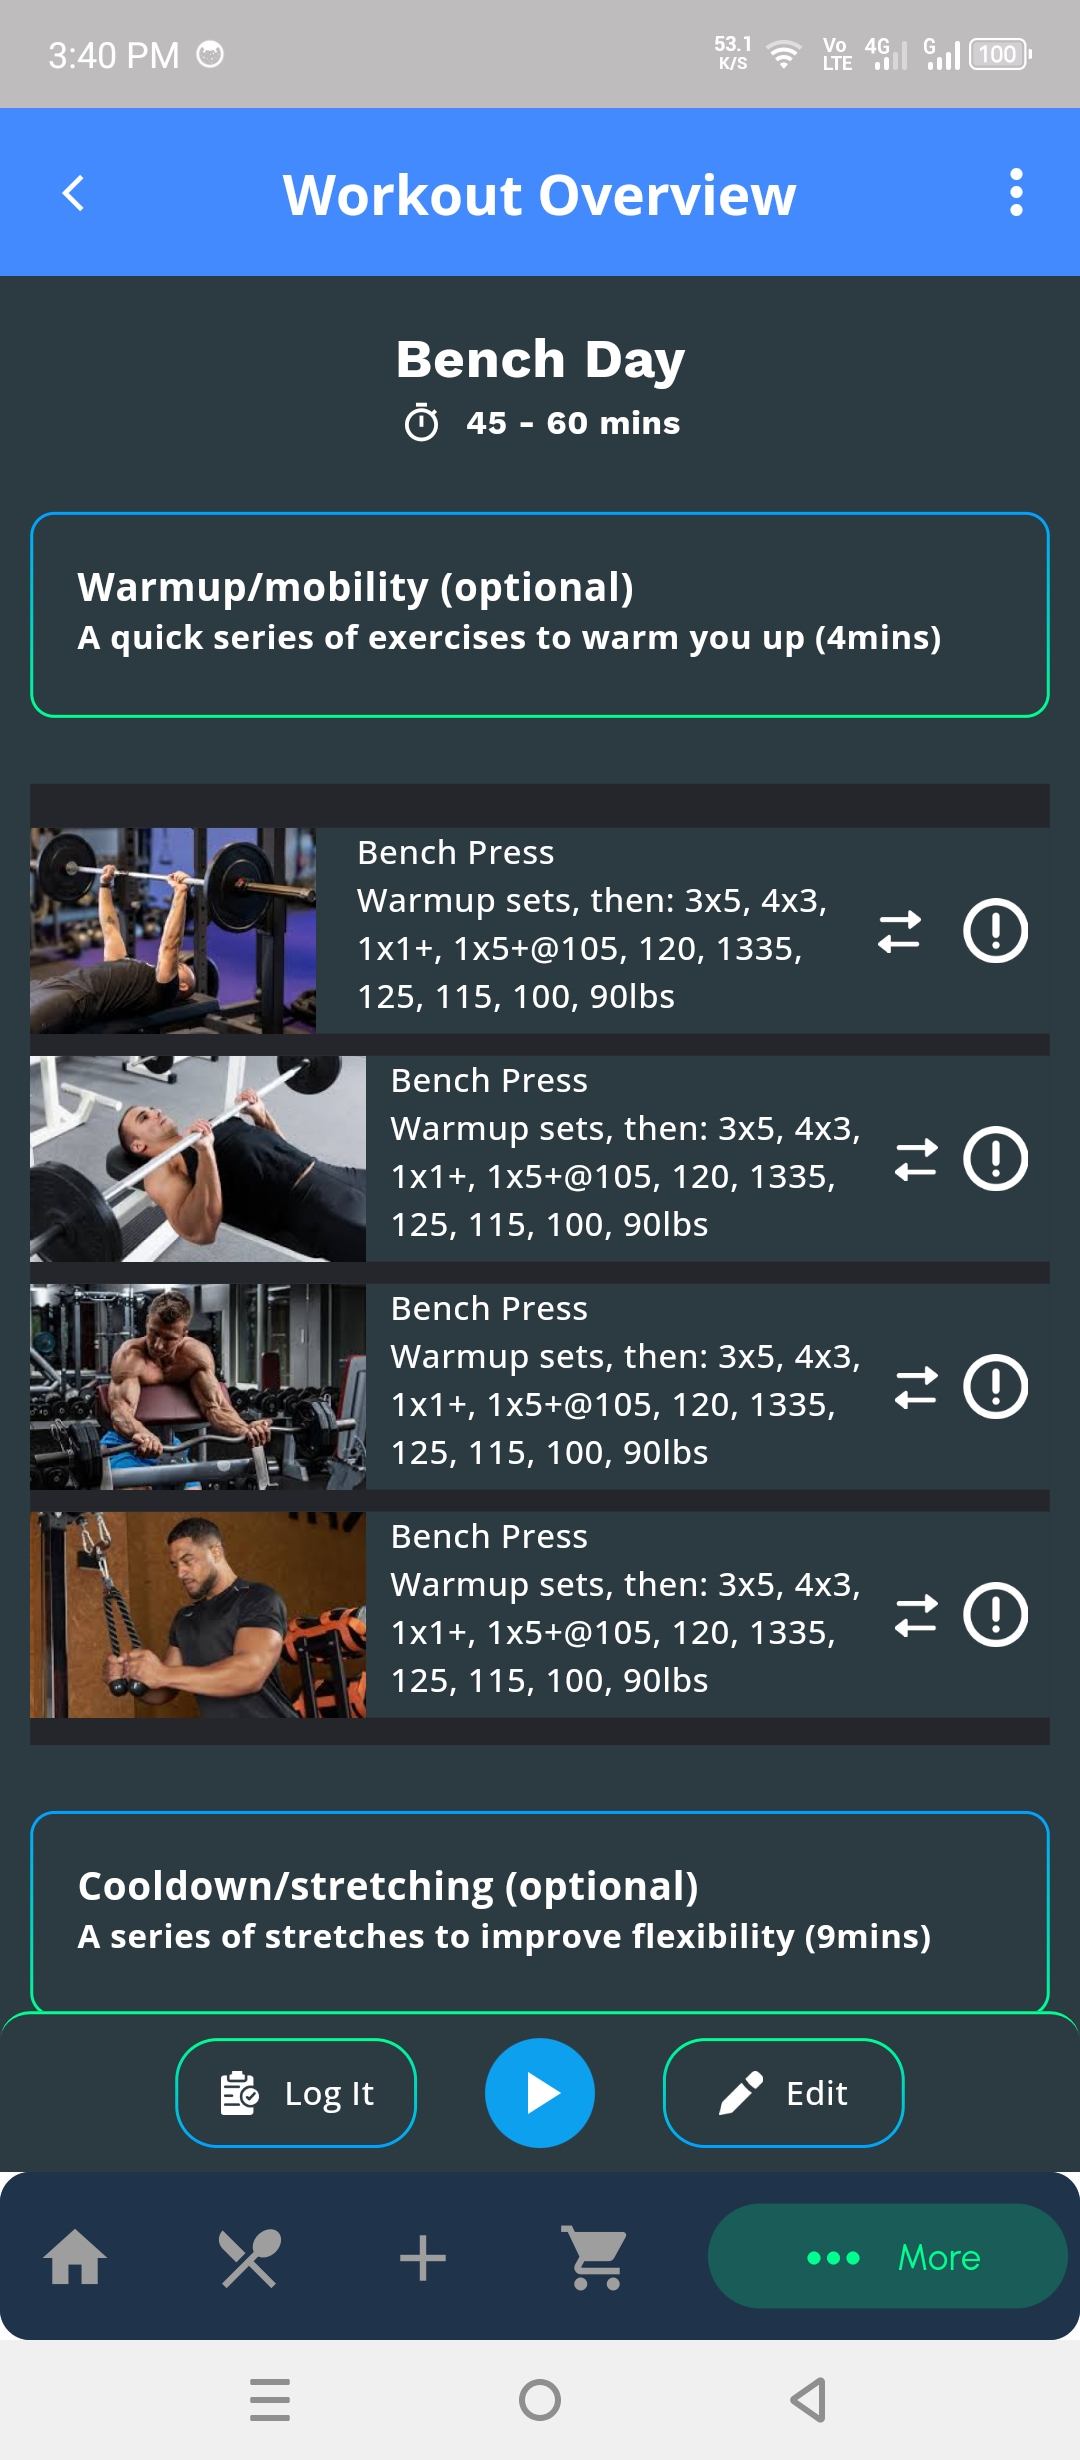 3:40 PM
53.1
K/S
Vo
LTE
4G
G
100
Workout Overview
Bench Day
45 - 60 mins
Warmup/mobility (optional)
A quick series of exercises to warm you up (4mins)
Bench Press
Warmup sets, then: 3x5, 4x3,
1x1+, 1x5+@105, 120, 1335,
125, 115, 100, 90lbs
Bench Press
Warmup sets, then: 3x5, 4x3,
1x1+, 1x5+@105, 120, 1335,
125, 115, 100, 90lbs
Bench Press
Warmup sets, then: 3x5, 4x3,
1x1+, 1x5+@105, 120, 1335,
125, 115, 100, 90lbs
Bench Press
Warmup sets, then: 3x5, 4x3,
1x1+, 1x5+@105, 120, 1335,
125, 115, 100, 90lbs
Cooldown/stretching (optional)
A series of stretches to improve flexibility (9mins)
Log It
Edit
More